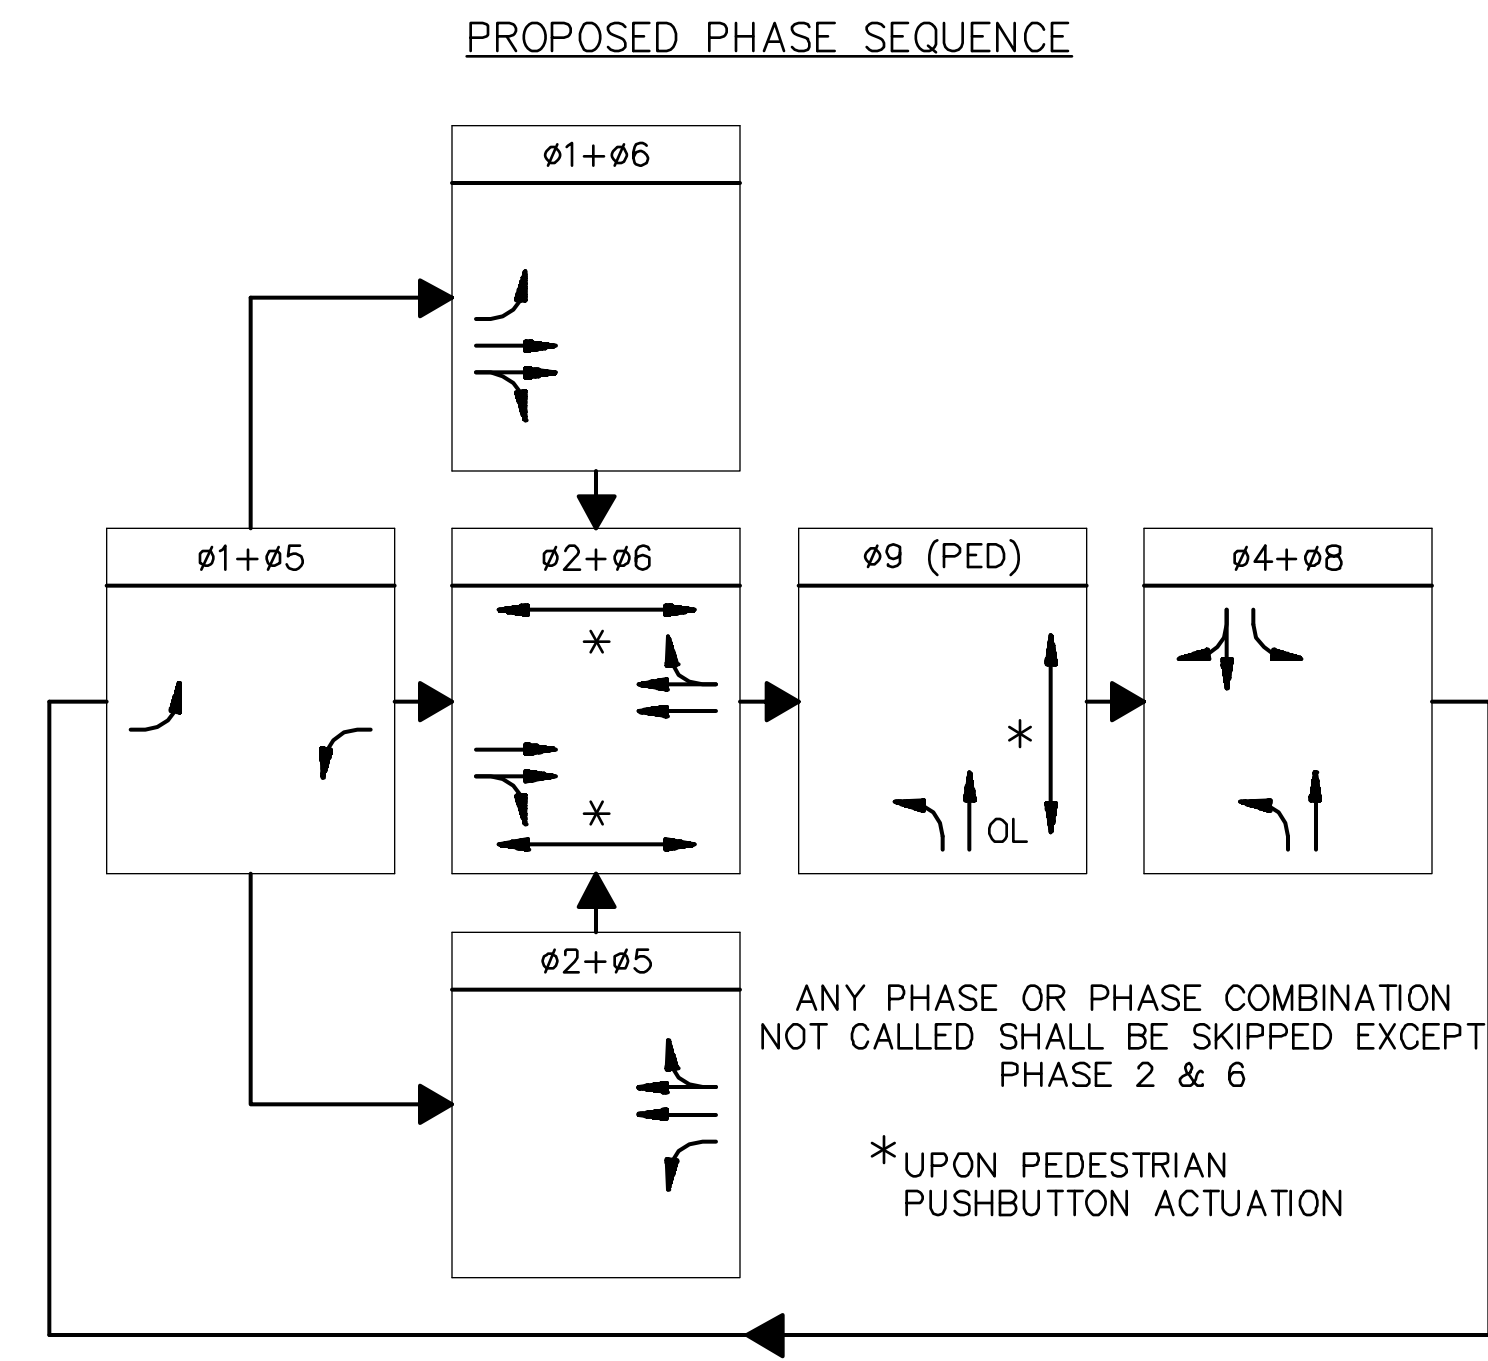 PROPOSED PHASE SEQUENCE
ø1+ø6
ø1+ø5
ø2+ø6
ø9 (PED)
ø4+ø8
*
*
*
OL
ø2+ø5
ANY PHASE OR PHASE COMBINATION
NOT CALLED SHALL BE SKIPPED EXCEPT
PHASE 2 & 6
*UPON PEDESTRIAN
PUSHBUTTON ACTUATION